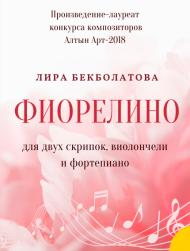 Произведение-лауреат
конкурса композиторов
Алтын Арт-2018
ЛИРА БЕКБОЛАТОВА
ФИОРЕЛИНО
для двух скрипок, виолончели
и фортепиано